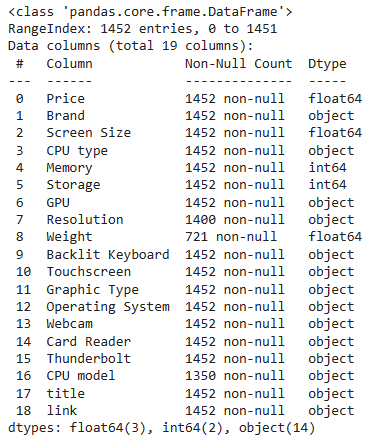 <class 'pandas.core.frame.DataFrame'>
RangeIndex: 1452 entries, 0 to 1451
Data columns (total 19 columns):
 #   Column            Non-Null Count  Dtype
---  ------            --------------  -----
 0   Price             1452 non-null   float64
 1   Brand             1452 non-null   object
 2   Screen Size       1452 non-null   float64
 3   CPU type          1452 non-null   object
 4   Memory            1452 non-null   int64
 5   Storage           1452 non-null   int64
 6   GPU               1452 non-null   object
 7   Resolution        1400 non-null   object
 8   Weight            721 non-null    float64
 9   Backlit Keyboard  1452 non-null   object
 10  Touchscreen       1452 non-null   object
 11  Graphic Type      1452 non-null   object
 12  Operating System  1452 non-null   object
 13  Webcam            1452 non-null   object
 14  Card Reader       1452 non-null   object
 15  Thunderbolt       1452 non-null   object
 16  CPU model         1350 non-null   object
 17  title             1452 non-null   object
 18  link              1452 non-null   object
dtypes: float64(3), int64(2), object(14)